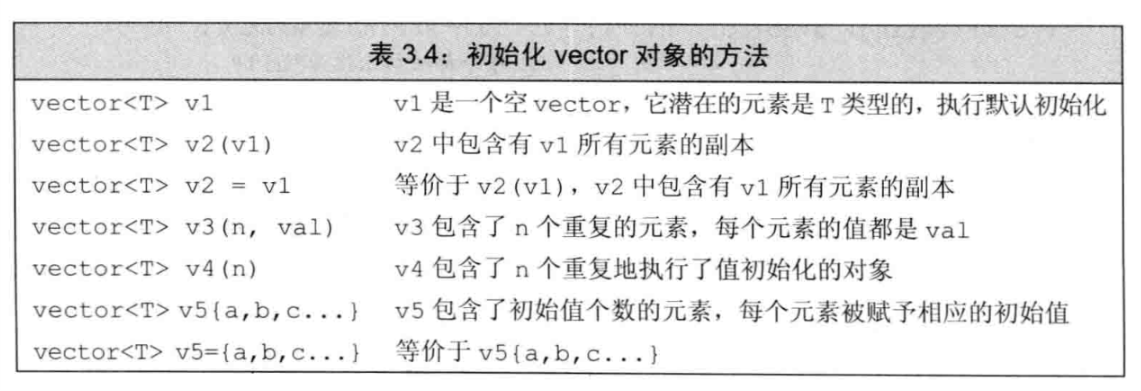 表 3.4：初始化 vector 对象的方法
vector<T> v1 v1 是一个空 vector，它潜在的元素是 T 类型的，执行默认初始化
vector<T> v2(v1) v2 中包含有 v1 所有元素的副本
vector<T> v2 = v1 等价于 v2(v1)，v2 中包含有 v1 所有元素的副本
vector<T> v3(n, val) v3 包含了 n 个重复的元素，每个元素的值都是 val
vector<T> v4(n) v4 包含了 n 个重复地执行了值初始化的对象
vector<T> v5{a,b,c...} v5 包含了初始值个数的元素，每个元素被赋予相应的初始值
vector<T> v5={a,b,c...} 等价于 v5{a,b,c...}